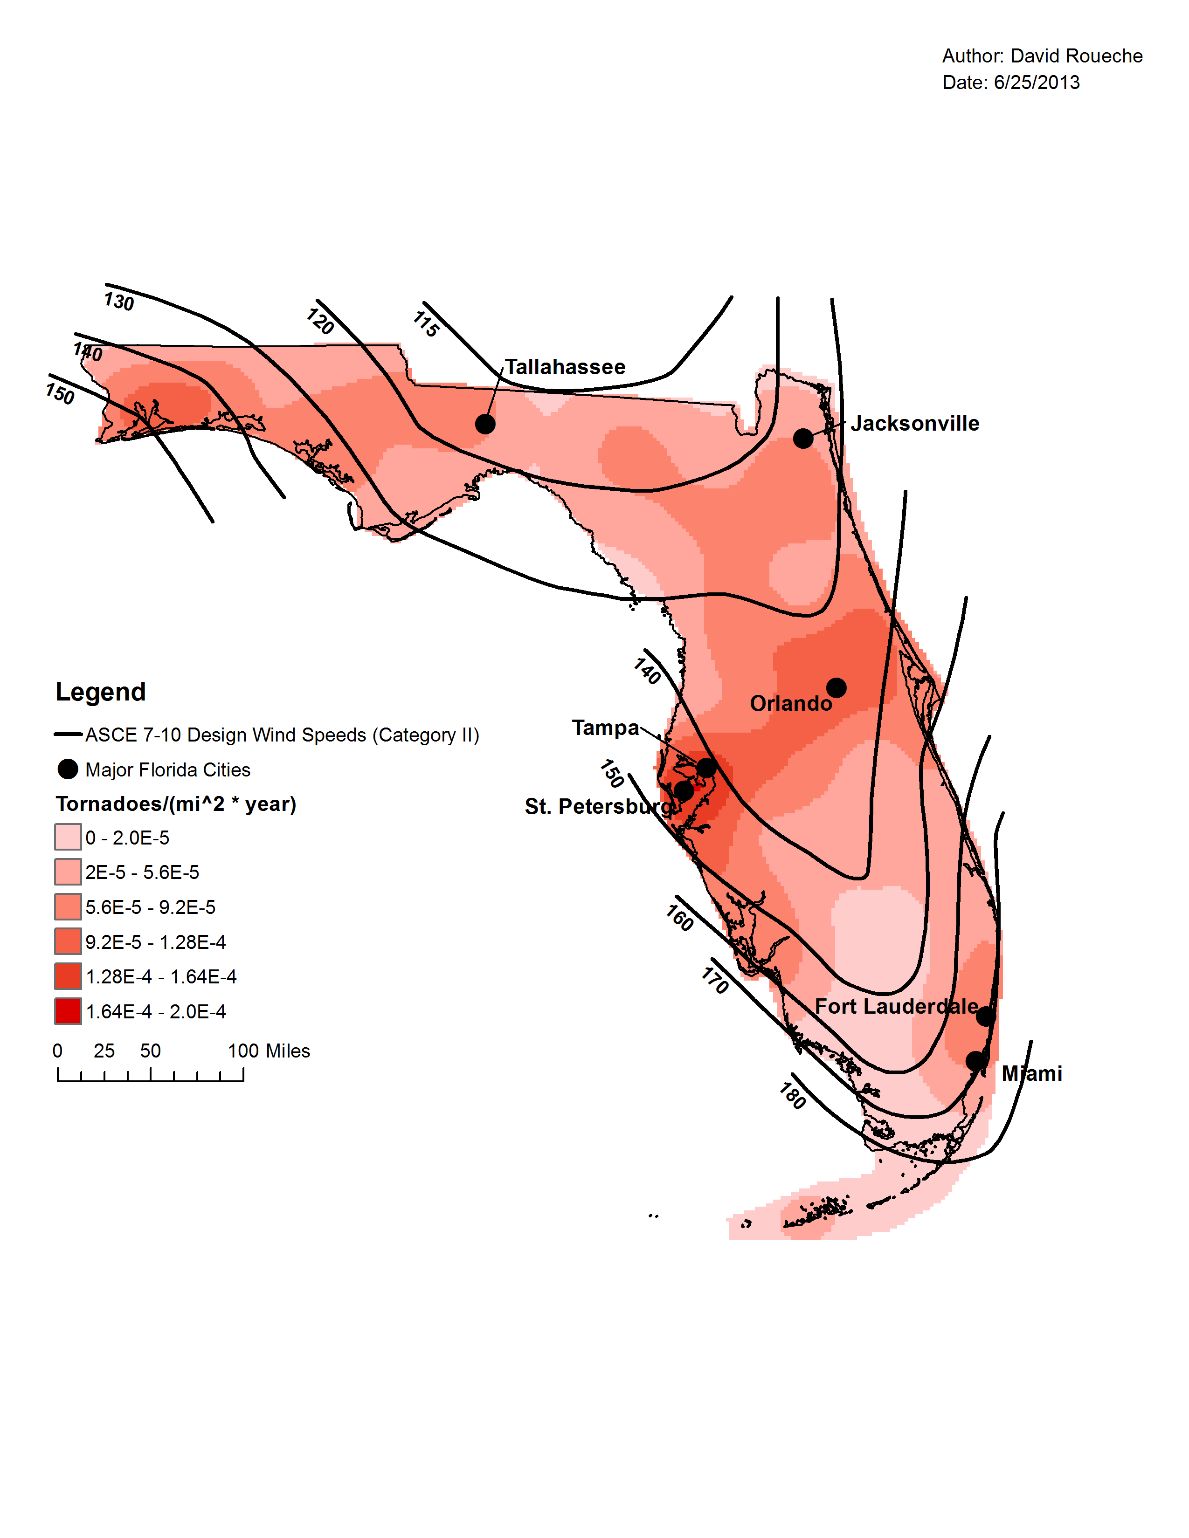 Author: David Roueche
Date: 6/25/2013
130
120
115
140
150
Tallahassee
Jacksonville
140
Orlando
Tampa
150
St. Petersburg
160
170
Fort Lauderdale
Miami
180
Legend
ASCE 7-10 Design Wind Speeds (Category II)
Major Florida Cities
Tornadoes/(mi^2 * year)
0 - 2.0E-5
2E-5 - 5.6E-5
5.6E-5 - 9.2E-5
9.2E-5 - 1.28E-4
1.28E-4 - 1.64E-4
1.64E-4 - 2.0E-4
0 25 50 100 Miles